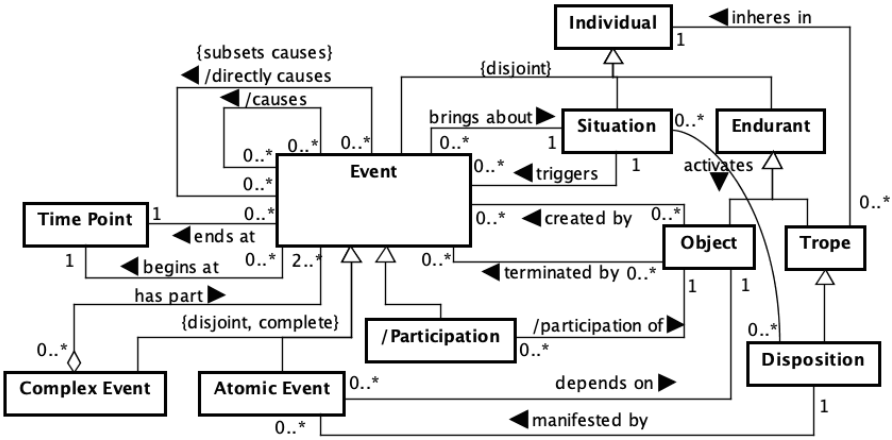 Individual
◀ inheres in
1
{subsets causes}
◀ /directly causes
{disjoint}
◀ /causes
brings about ▶
Situation
0..*
Endurant
0..*
0..*
0..*
1
0..*
0..*
Event
0..*
◀ triggers
1
activates
▼
0..*
Time Point
1
0..*
0..*
◀ created by
0..*
0..*
◀ ends at
Object
Trope
1
◀ begins at
0..*
2..*
0..*
◀ terminated by
0..*
1
1
has part ▶
{disjoint, complete}
/Participation
/participation of ▶
0..*
0..*
0..*
Disposition
Complex Event
Atomic Event
0..*
depends on ▶
1
0..*
◀ manifested by